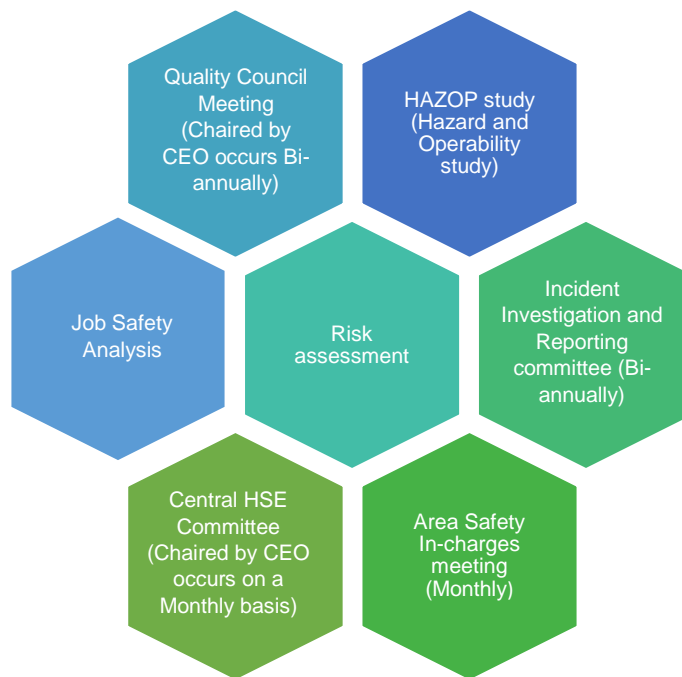 Quality Council
Meeting
(Chaired by
CEO occurs Bi-
annually)
HAZOP study
(Hazard and
Operability
study)
Job Safety
Analysis
Risk
assessment
Incident
Investigation and
Reporting
committee (Bi-
annually)
Central HSE
Committee
(Chaired by CEO
occurs on a
Monthly basis)
Area Safety
In-charges
meeting
(Monthly)